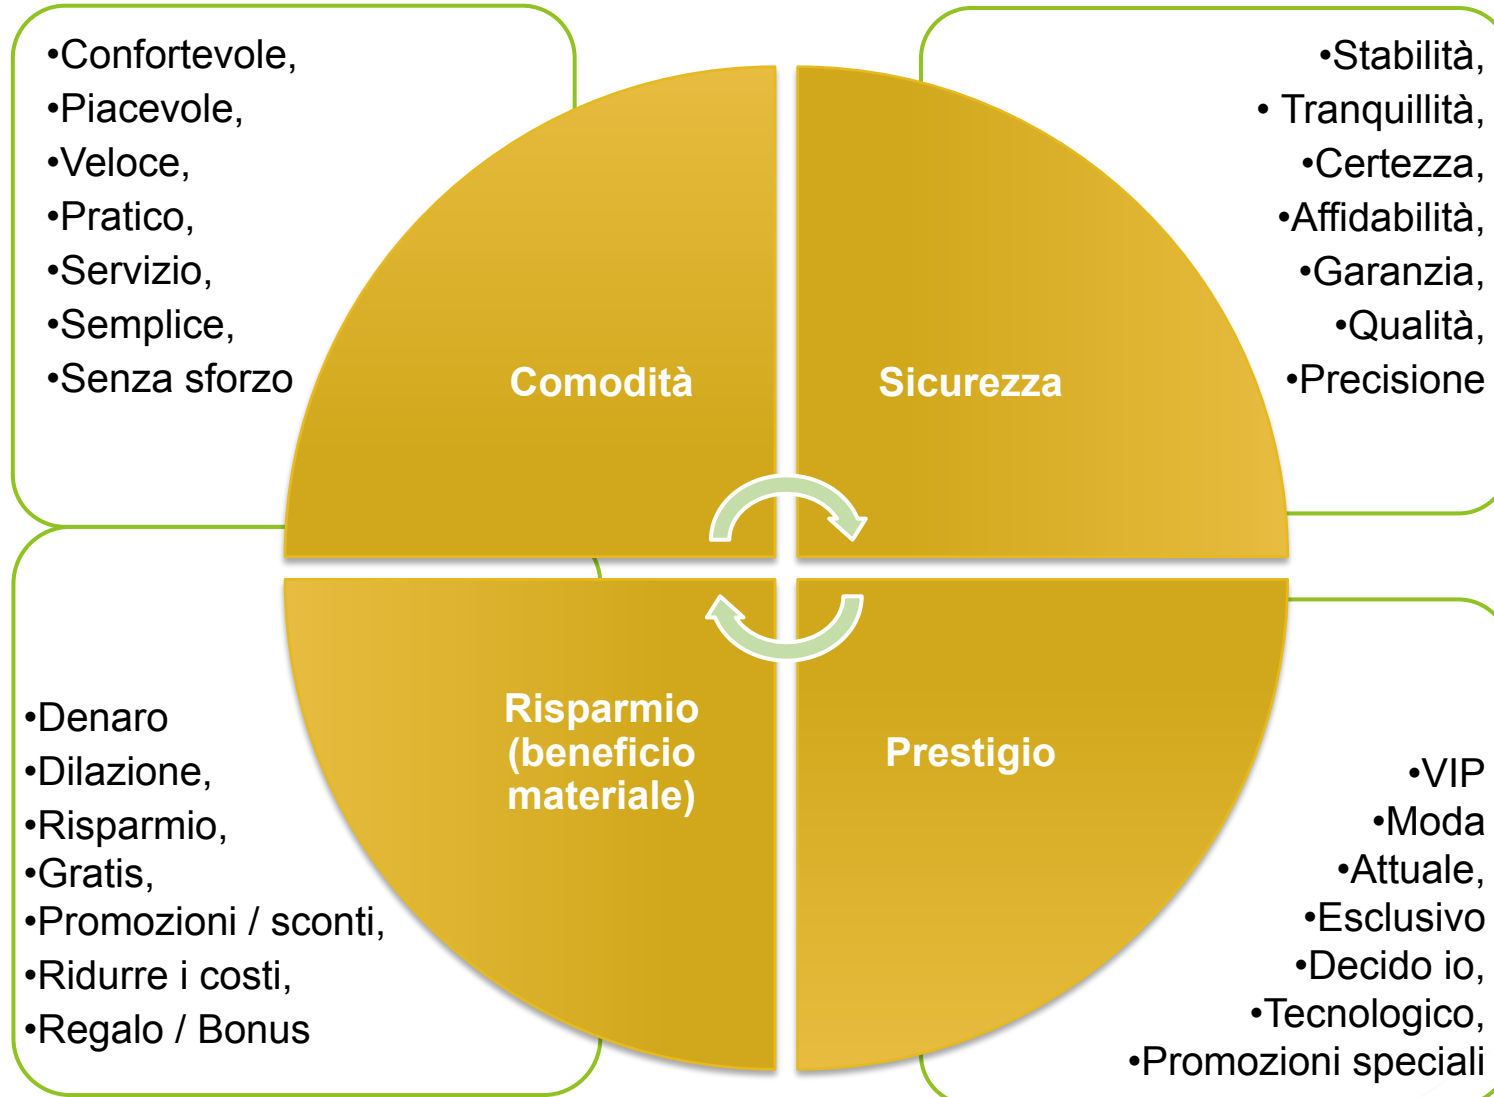 •Confortevole,
•Piacevole,
•Veloce,
•Pratico,
•Servizio,
•Semplice,
•Senza sforzo
Comodità
•Stabilità,
• Tranquillità,
•Certezza,
•Affidabilità,
•Garanzia,
•Qualità,
•Precisione
Sicurezza
•Denaro
•Dilazione,
•Risparmio,
•Gratis,
•Promozioni / sconti,
•Ridurre i costi,
•Regalo / Bonus
Risparmio
(beneficio
materiale)
Prestigio
•VIP
•Moda
•Attuale,
•Esclusivo
•Decido io,
•Tecnologico,
•Promozioni speciali